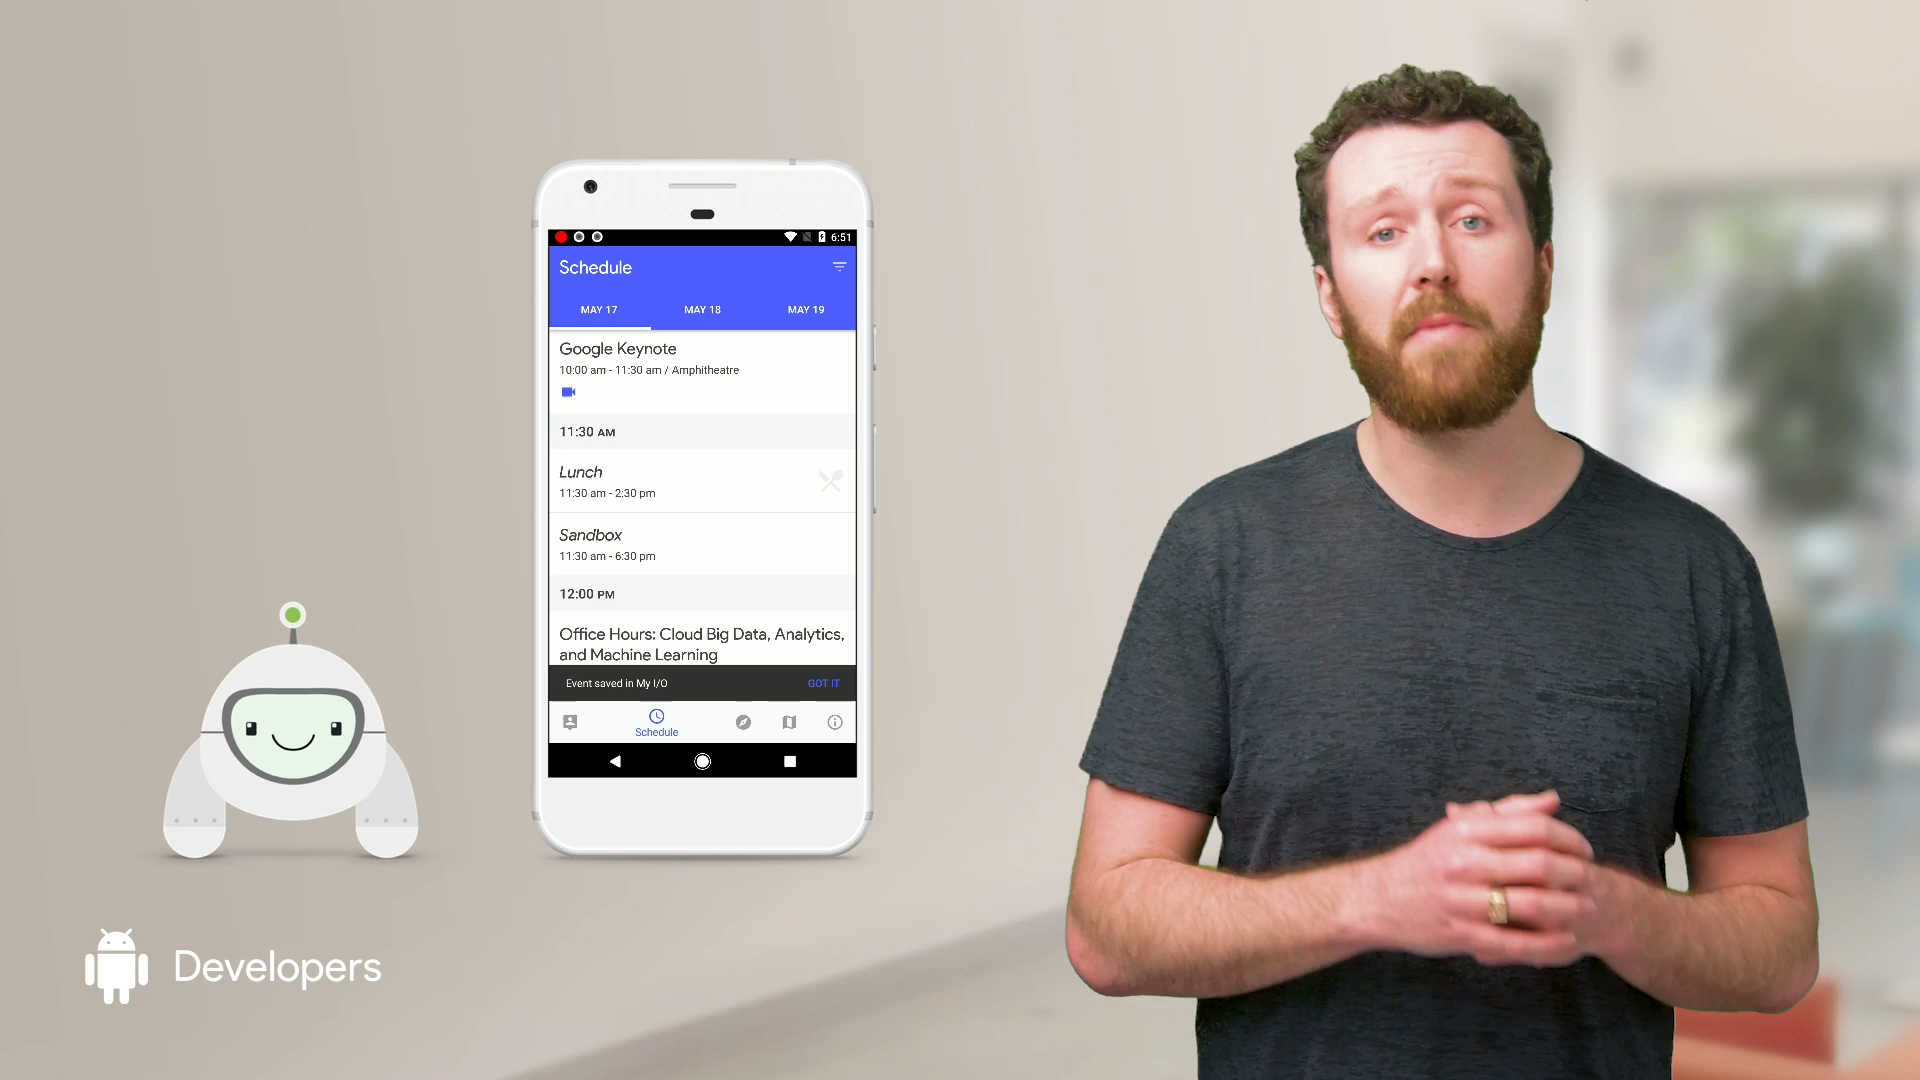 6:51
Schedule
MAY 17 MAY 18 MAY 19
Google Keynote
10:00 am - 11:30 am / Amphitheatre
11:30 AM
Lunch
11:30 am - 2:30 pm
Sandbox
11:30 am - 6:30 pm
12:00 PM
Office Hours: Cloud Big Data, Analytics,
and Machine Learning
Event saved in My I/O GOT IT
Schedule
Developers